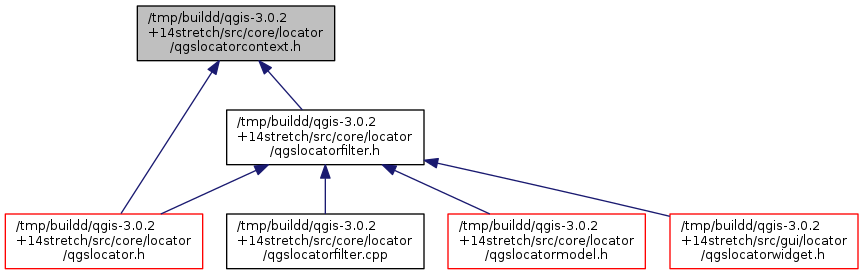 /tmp/buildd/qgis-3.0.2
+14stretch/src/core/locator
/qgslocatorcontext.h
/tmp/buildd/qgis-3.0.2
+14stretch/src/core/locator
/qgslocatorfilter.h
/tmp/buildd/qgis-3.0.2
+14stretch/src/core/locator
/qgslocator.h
/tmp/buildd/qgis-3.0.2
+14stretch/src/core/locator
/qgslocatorfilter.cpp
/tmp/buildd/qgis-3.0.2
+14stretch/src/core/locator
/qgslocatormodel.h
/tmp/buildd/qgis-3.0.2
+14stretch/src/gui/locator
/qgslocatorwidget.h